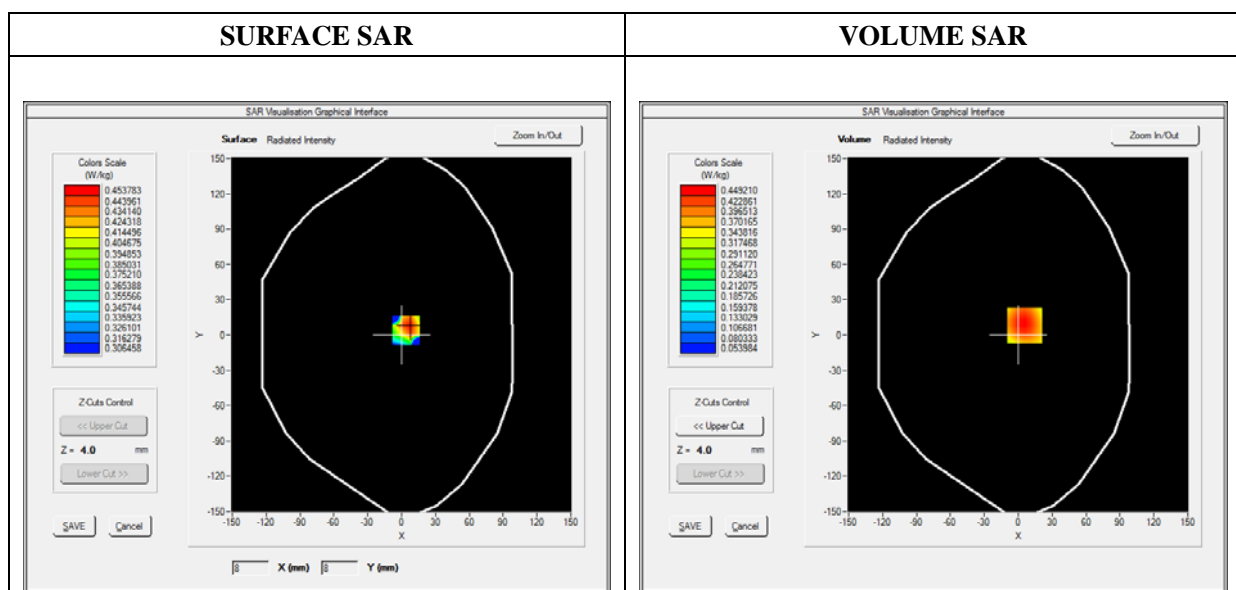 SURFACE SAR
VOLUME SAR
SAR Visualisation Graphical Interface
Surface Radiated Intensity
Zoom In/Out
Colors Scale
(W/kg)
0.453783
0.443961
0.434140
0.424318
0.414496
0.404675
0.394853
0.385031
0.375210
0.365388
0.355566
0.345744
0.335923
0.326101
0.316279
0.306458
150
120
90
60
30
0
-30
-60
-90
-120
-150
Y
-150 -120 -90 -60 -30 0 30 60 90 120 150
X
Z-Cuts Control
<< Upper Cut
Z = 4.0 mm
Lower Cut >>
SAVE Cancel
8 X (mm) 8 Y (mm)
SAR Visualisation Graphical Interface
Volume Radiated Intensity
Zoom In/Out
Colors Scale
(W/kg)
0.449210
0.422861
0.396513
0.370165
0.343816
0.317468
0.291120
0.264771
0.238423
0.212075
0.185726
0.159378
0.133029
0.106681
0.080333
0.053984
150
120
90
60
30
0
-30
-60
-90
-120
-150
Y
-150 -120 -90 -60 -30 0 30 60 90 120 150
X
Z-Cuts Control
<< Upper Cut
Z = 4.0 mm
Lower Cut >>
SAVE Cancel